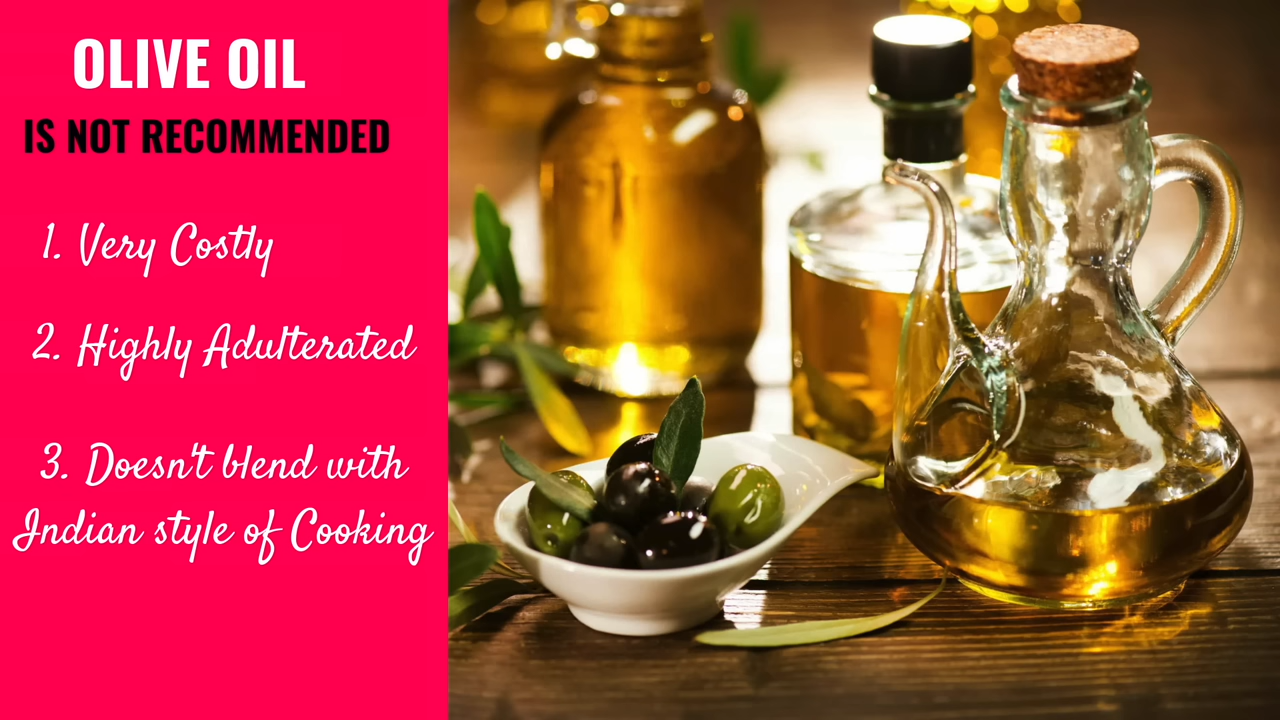 OLIVE OIL
IS NOT RECOMMENDED
1. Very Costly
2. Highly Adulterated
3. Doesn't blend with
Indian style of Cooking